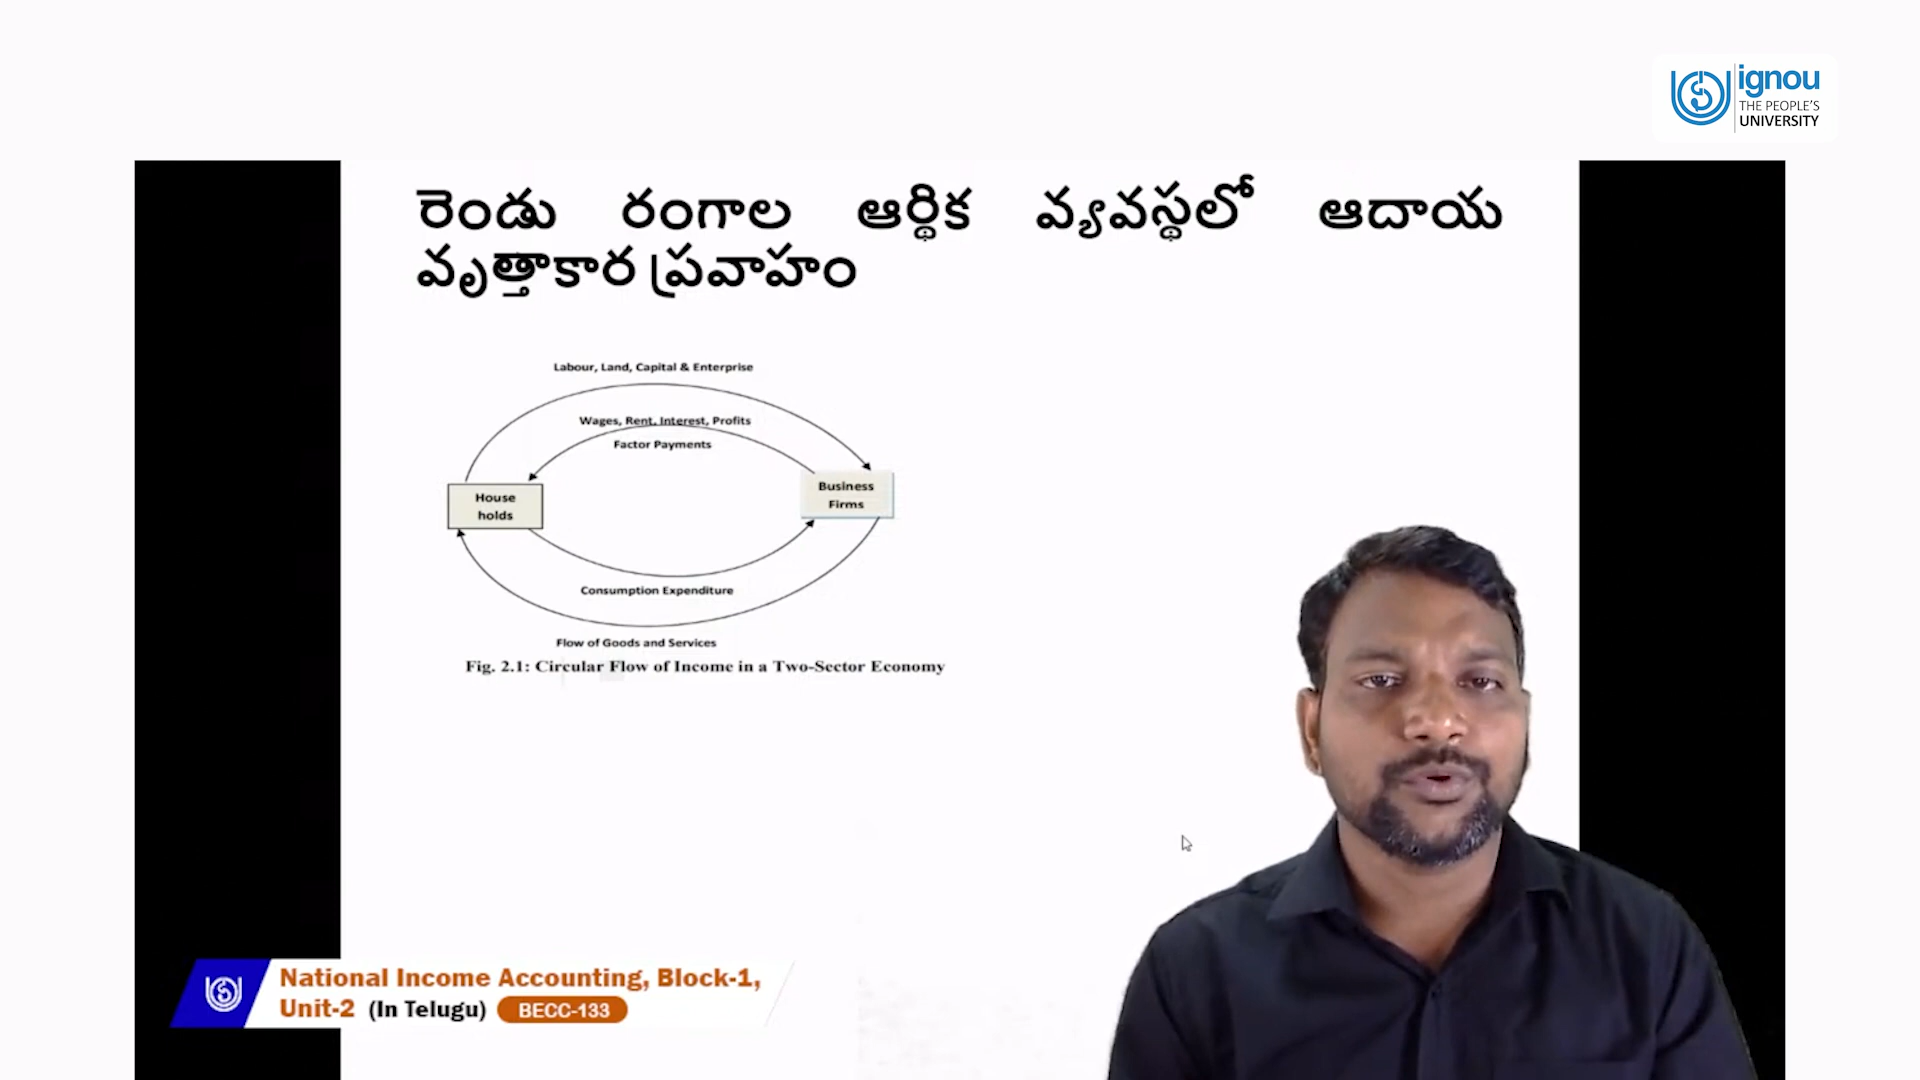 ignou
THE PEOPLE'S
UNIVERSITY
రెండు రంగాల ఆర్థిక వ్యవస్థలో ఆదాయ
వృత్తాకార ప్రవాహం
Labour, Land, Capital & Enterprise
Wages, Rent, Interest, Profits
Factor Payments
House
holds
Business
Firms
Consumption Expenditure
Flow of Goods and Services
Fig. 2.1: Circular Flow of Income in a Two-Sector Economy
National Income Accounting, Block-1,
Unit-2 (In Telugu) BECC-133